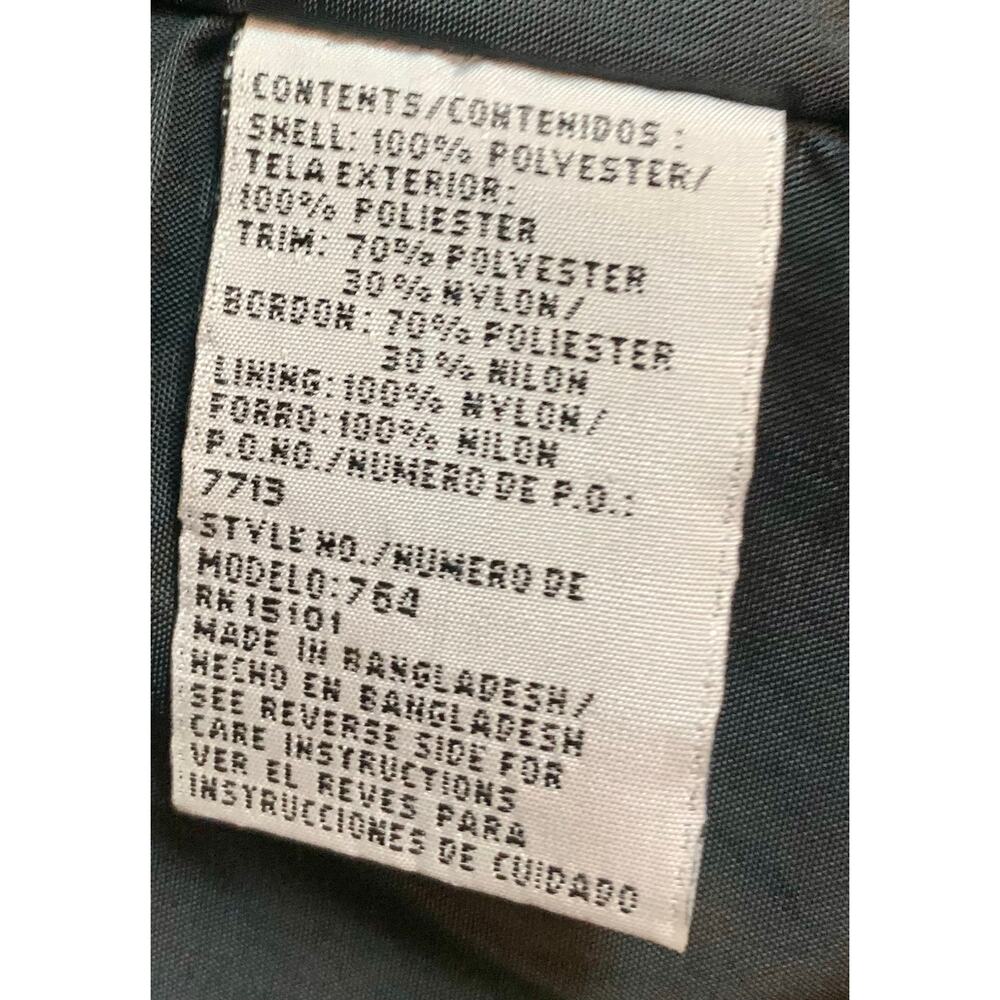 CONTENTS/CONTENIDOS:
SHELL: 100% POLYESTER/
TELA EXTERIOR:
100% POLIESTER
TRIM: 70% POLYESTER
30% NYLON/
BORDON: 70% POLIESTER
30% NILON
LINING: 100% NYLON/
FORRO: 100% NILON
P.O.NO./NUMERO DE P.O.:
7713
STYLE NO./NUMERO DE
MODELO: 764
RN15101
MADE IN BANGLADESH/
HECHO EN BANGLADESH
SEE REVERSE SIDE FOR
CARE INSTRUCTIONS
VER EL REVES PARA
INSTRUCCIONES DE CUIDADO